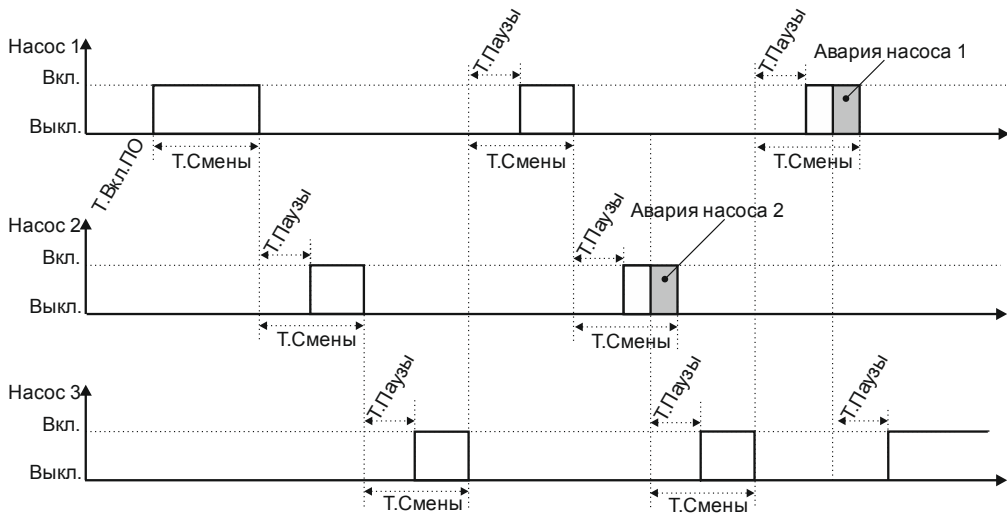 Насос 1
Т.Паузы
Т.Паузы
Авария насоса 1
Вкл.
Выкл.
Т.Вкл.ПО
Т.Смены
Т.Смены
Т.Смены
Насос 2
Т.Паузы
Т.Паузы
Авария насоса 2
Вкл.
Выкл.
Т.Смены
Т.Смены
Насос 3
Т.Паузы
Т.Паузы
Т.Паузы
Вкл.
Выкл.
Т.Смены
Т.Смены